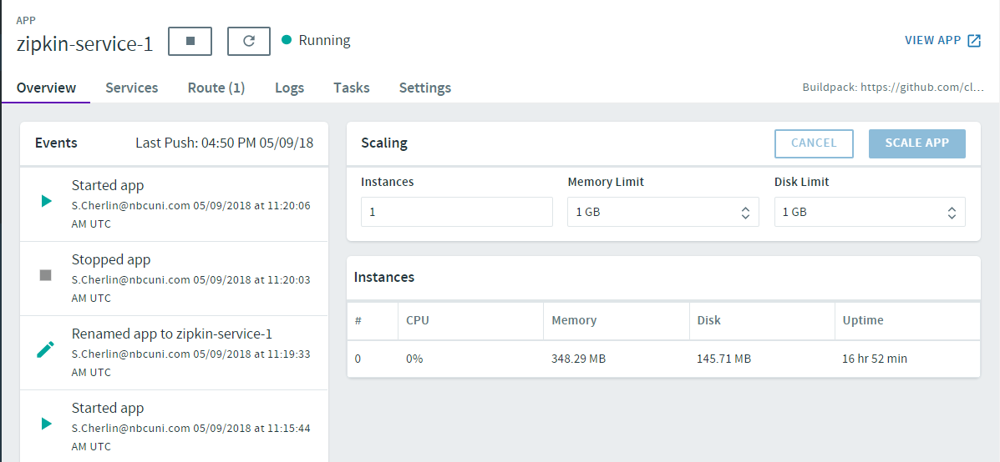 APP
zipkin-service-1
Running
VIEW APP
Overview Services Route (1) Logs Tasks Settings
Buildpack: https://github.com/cl...
Events Last Push: 04:50 PM 05/09/18
Started app
S.Cherlin@nbcuni.com 05/09/2018 at 11:20:06
AM UTC
Stopped app
S.Cherlin@nbcuni.com 05/09/2018 at 11:20:03
AM UTC
Renamed app to zipkin-service-1
S.Cherlin@nbcuni.com 05/09/2018 at 11:19:33
AM UTC
Started app
S.Cherlin@nbcuni.com 05/09/2018 at 11:15:44
AM UTC
Scaling CANCEL SCALE APP
Instances Memory Limit Disk Limit
1 1 GB 1 GB
Instances
# CPU Memory Disk Uptime
0 0% 348.29 MB 145.71 MB 16 hr 52 min